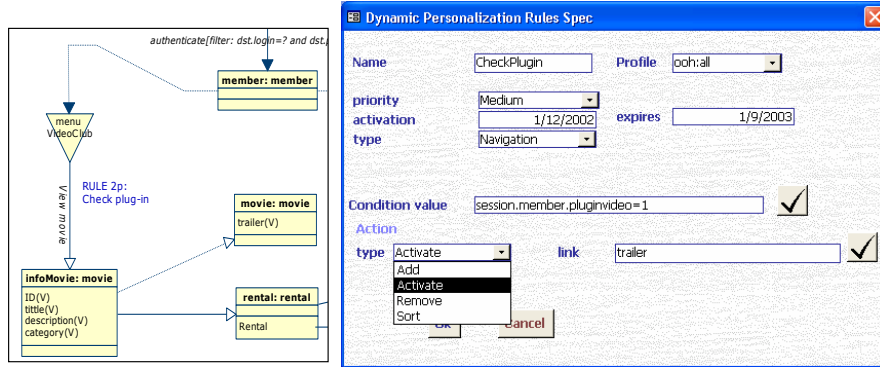 authenticate[filter: dst.login=? and dst.p
member: member
menu
VideoClub
View movie
RULE 2p:
Check plug-in
movie: movie
trailer(V)
infoMovie: movie
ID(V)
tittle(V)
description(V)
category(V)
rental: rental
Rental
Dynamic Personalization Rules Spec
Name CheckPlugin Profile ooh:all
priority Medium
activation 1/12/2002 expires 1/9/2003
type Navigation
Condition value session.member.pluginvideo=1
Action
type Activate link trailer
Add
Activate
Remove
Sort
Ok Cancel